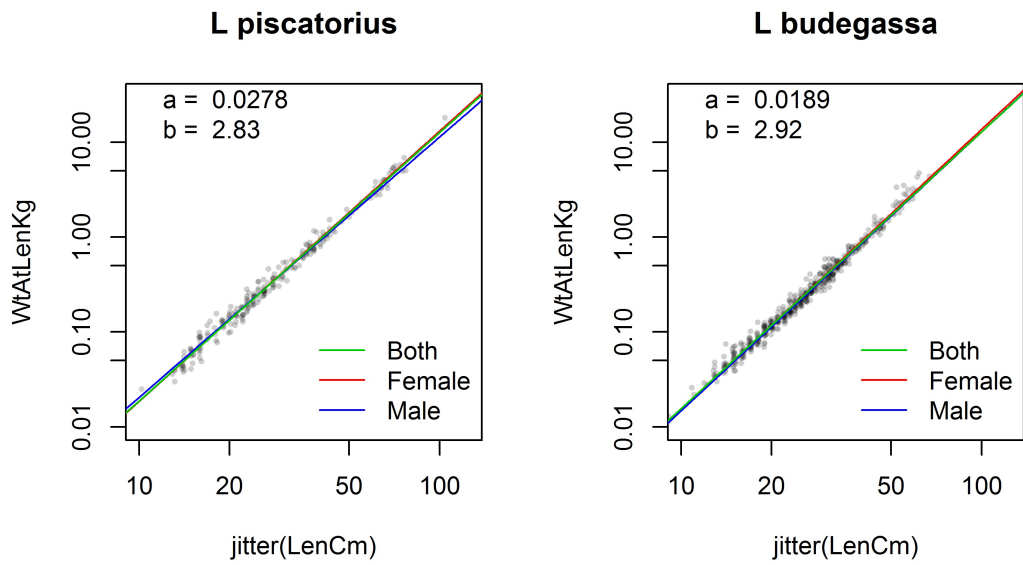 L piscatorius
a = 0.0278
b = 2.83
WtAtLenKg
10.00
1.00
0.10
0.01
Both
Female
Male
10 20 50 100
jitter(LenCm)
L budegassa
a = 0.0189
b = 2.92
WtAtLenKg
10.00
1.00
0.10
0.01
Both
Female
Male
10 20 50 100
jitter(LenCm)